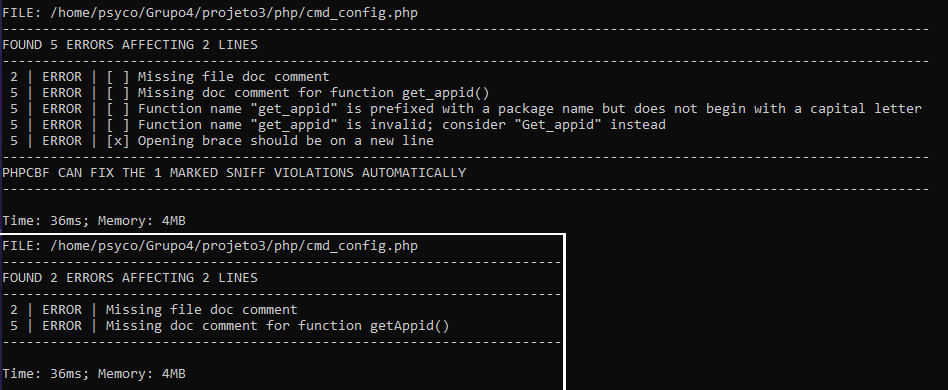 FILE: /home/psyco/Grupo4/projeto3/php/cmd_config.php
--------------------------------------------------------------------------------------------------------------------
FOUND 5 ERRORS AFFECTING 2 LINES
--------------------------------------------------------------------------------------------------------------------
 2 | ERROR | [ ] Missing file doc comment
 5 | ERROR | [ ] Missing doc comment for function get_appid()
 5 | ERROR | [ ] Function name "get_appid" is prefixed with a package name but does not begin with a capital letter
 5 | ERROR | [ ] Function name "get_appid" is invalid; consider "Get_appid" instead
 5 | ERROR | [x] Opening brace should be on a new line
--------------------------------------------------------------------------------------------------------------------
PHPCBF CAN FIX THE 1 MARKED SNIFF VIOLATIONS AUTOMATICALLY
--------------------------------------------------------------------------------------------------------------------
Time: 36ms; Memory: 4MB
FILE: /home/psyco/Grupo4/projeto3/php/cmd_config.php
----------------------------------------------------------------------
FOUND 2 ERRORS AFFECTING 2 LINES
----------------------------------------------------------------------
 2 | ERROR | Missing file doc comment
 5 | ERROR | Missing doc comment for function getAppid()
----------------------------------------------------------------------
Time: 36ms; Memory: 4MB